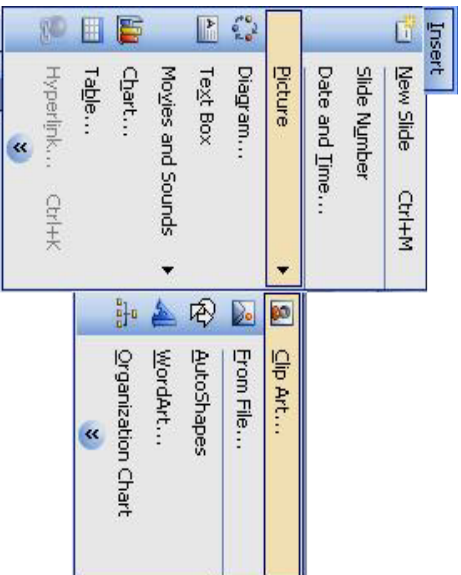 Insert
New Slide Ctrl+M
Slide Number
Date and Time...
Picture
Diagram...
Text Box
Movies and Sounds
Chart...
Table...
Hyperlink... Ctrl+K
Clip Art...
From File...
AutoShapes
WordArt...
Organization Chart